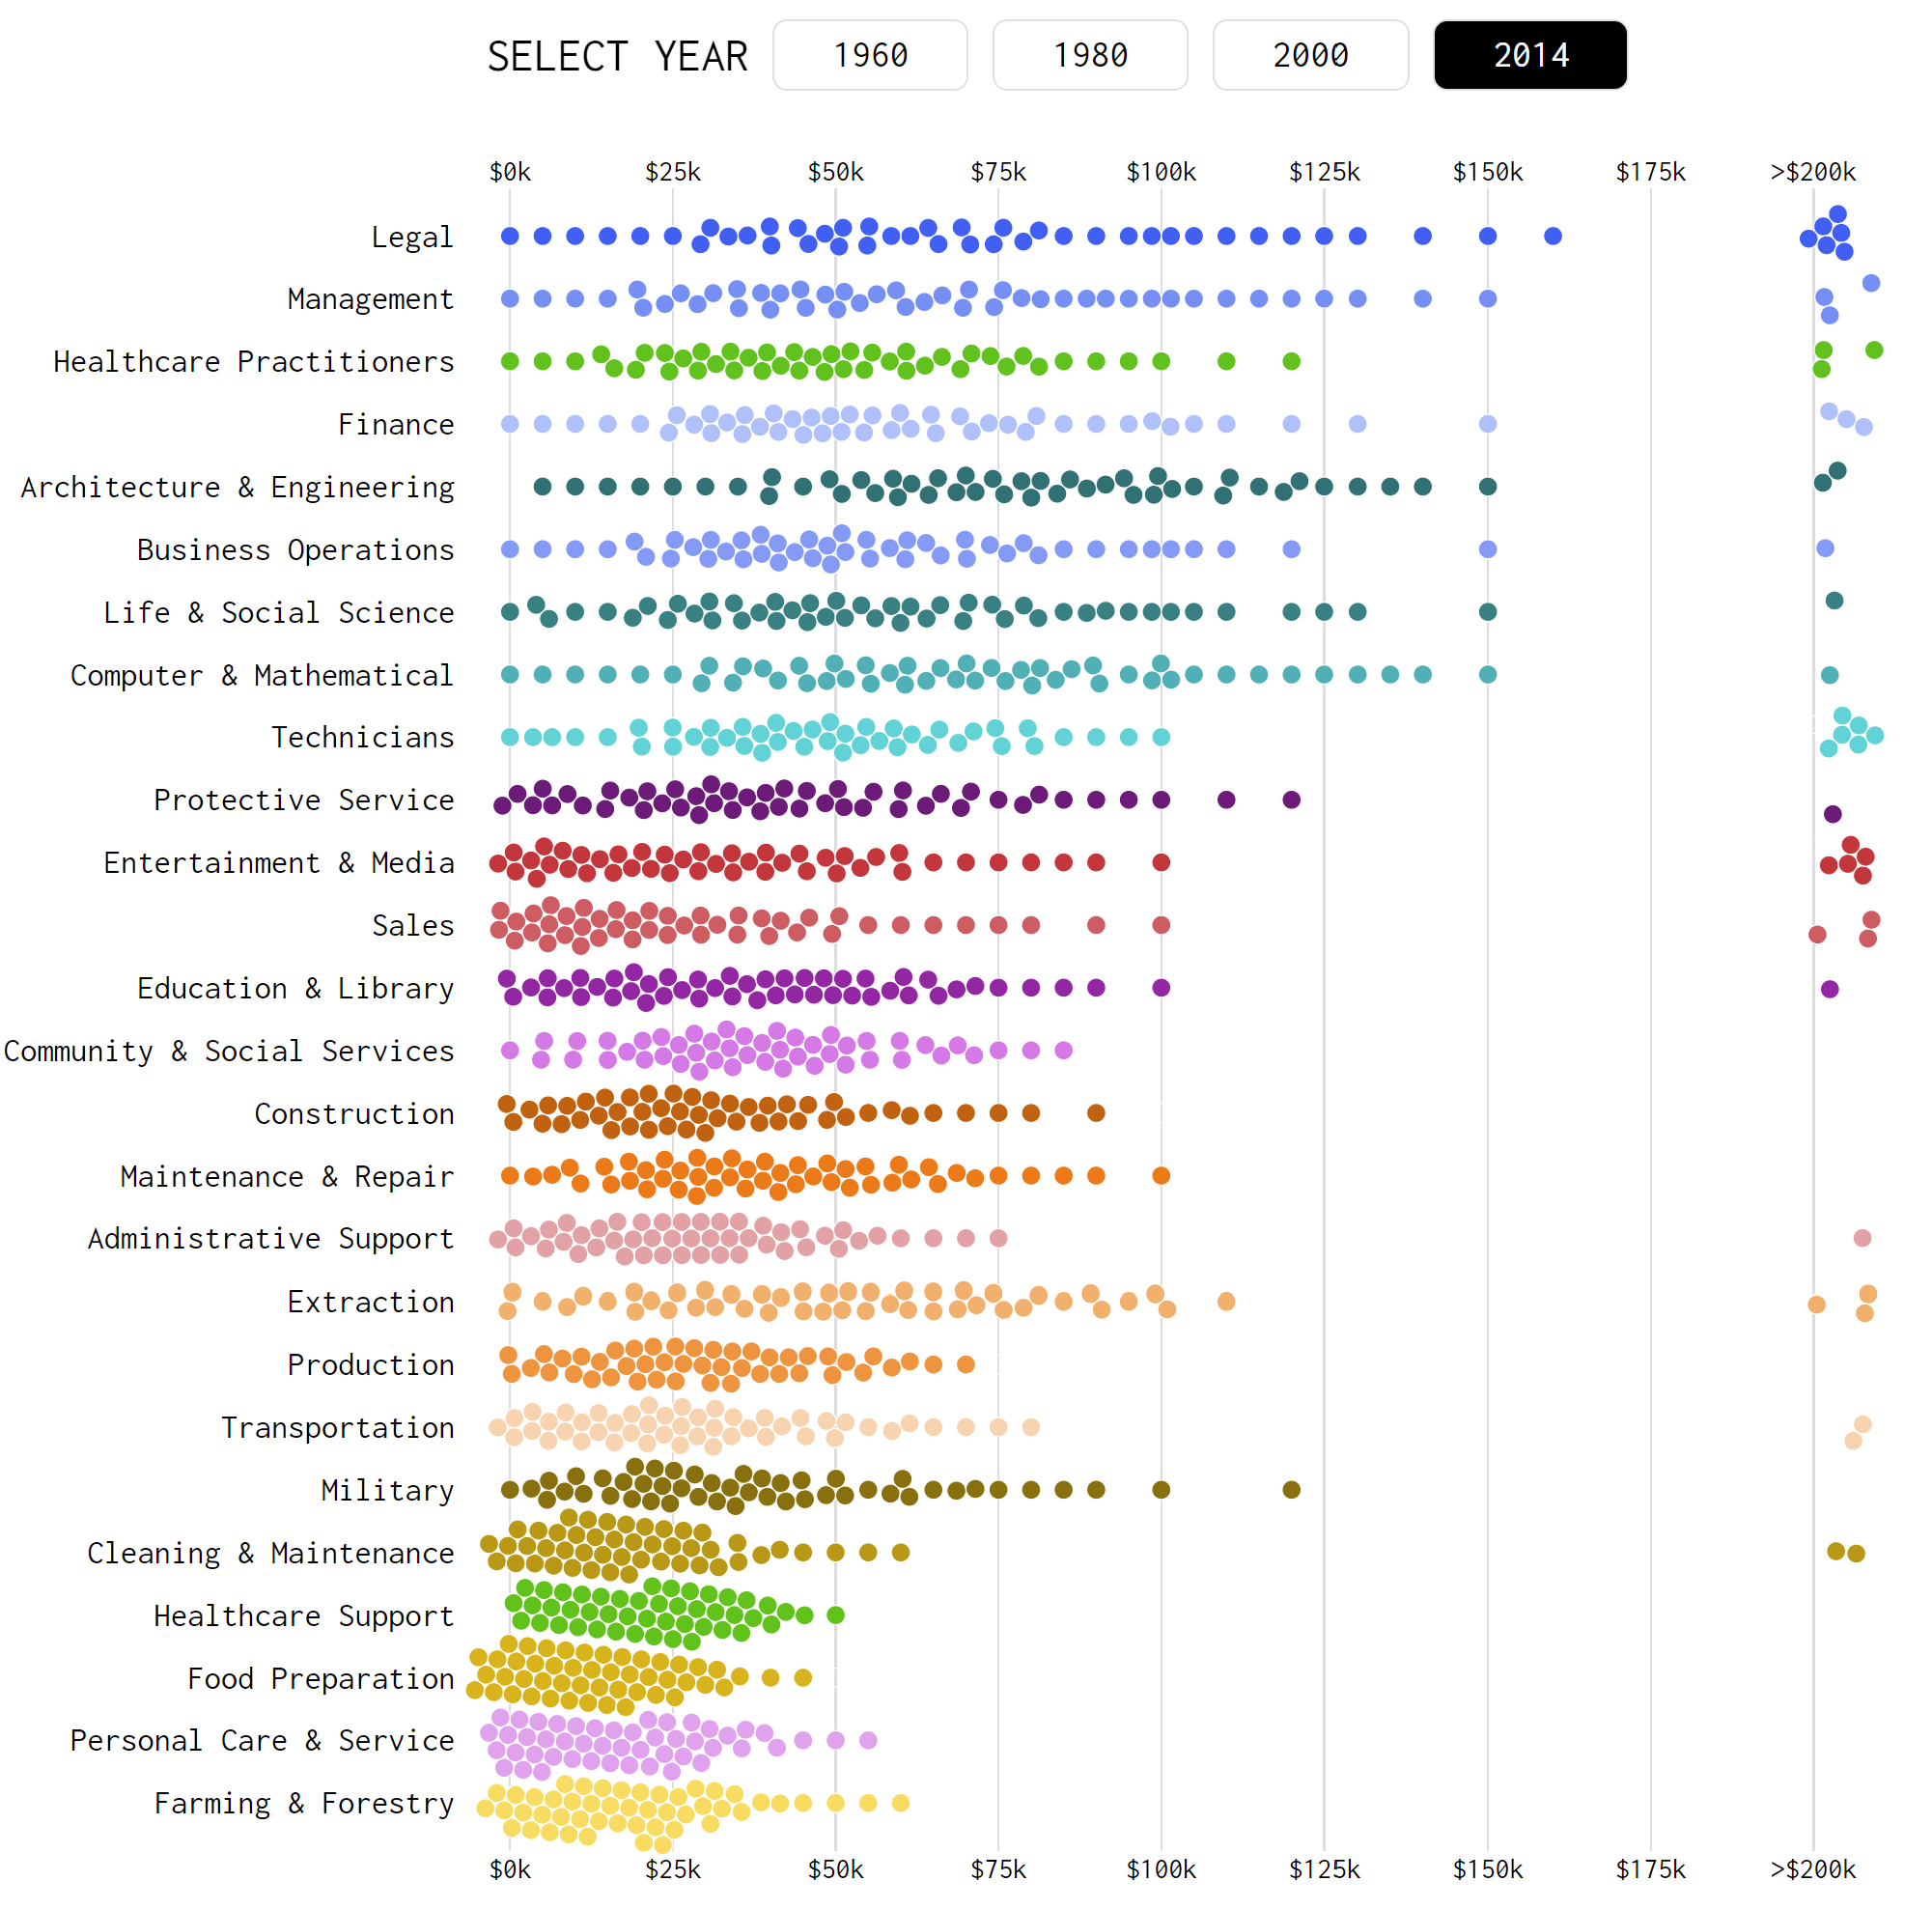 SELECT YEAR 1960 1980 2000 2014
$0k $25k $50k $75k $100k $125k $150k $175k >$200k
Legal
Management
Healthcare Practitioners
Finance
Architecture & Engineering
Business Operations
Life & Social Science
Computer & Mathematical
Technicians
Protective Service
Entertainment & Media
Sales
Education & Library
Community & Social Services
Construction
Maintenance & Repair
Administrative Support
Extraction
Production
Transportation
Military
Cleaning & Maintenance
Healthcare Support
Food Preparation
Personal Care & Service
Farming & Forestry
$0k $25k $50k $75k $100k $125k $150k $175k >$200k